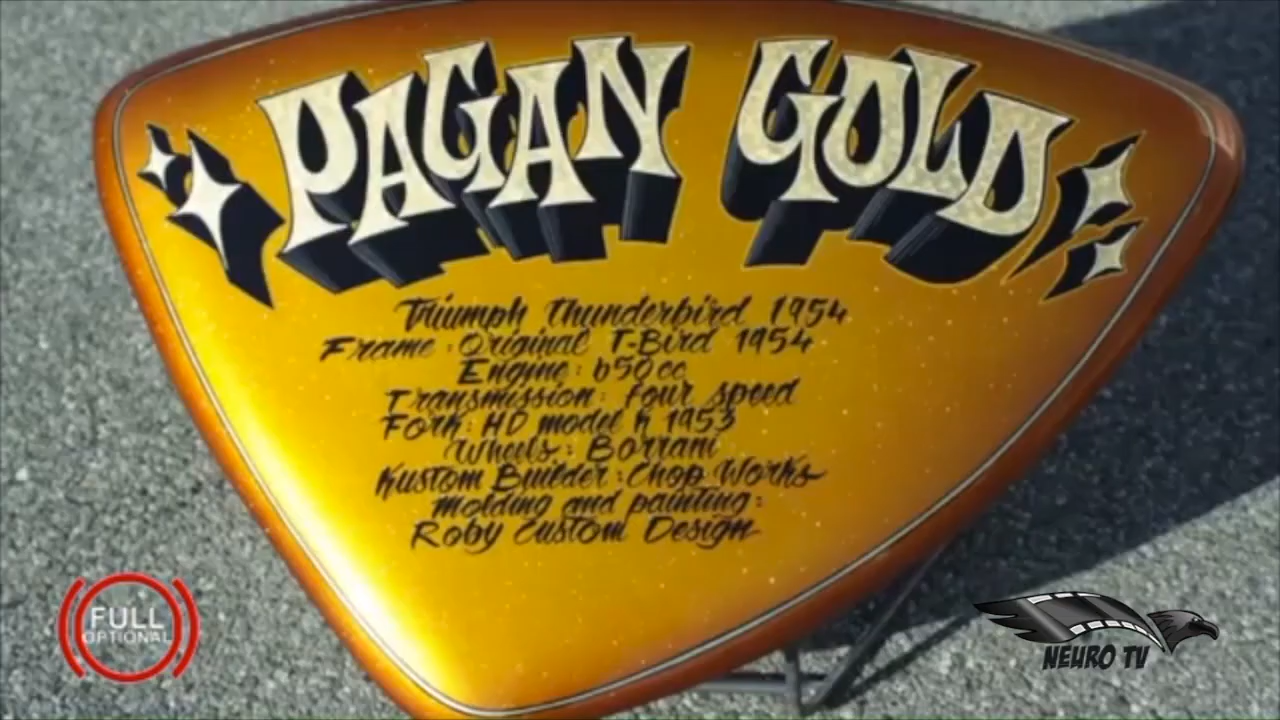 PAGAN GOLD
Triumph Thunderbird 1954
Frame: Original T-Bird 1954
Engine: 650cc
Transmission: four speed
Fork: HD model K 1953
Wheels: Borrani
Kustom Builder: Chop Works
molding and painting:
Roby Custom Design
FULL
OPTIONAL
NEURO TV